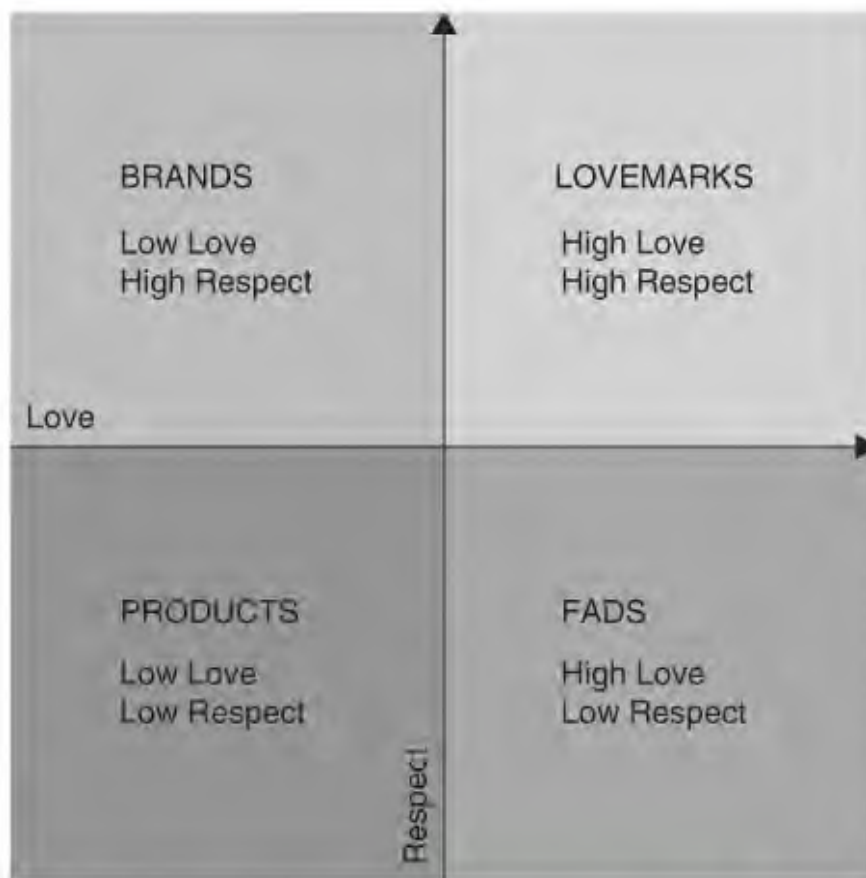 BRANDS
Low Love
High Respect
LOVEMARKS
High Love
High Respect
Love
PRODUCTS
Low Love
Low Respect
FADS
High Love
Low Respect
Respect